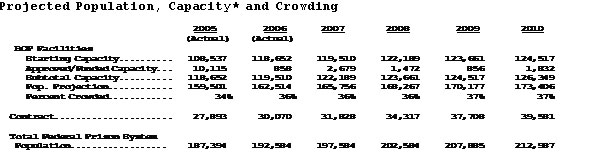 Projected Population, Capacity* and Crowding
2005 2006 2007 2008 2009 2010
(Actual) (Actual)
BOP Facilities
Starting Capacity 108,537 118,652 119,510 122,189 123,661 124,517
Approved/Funded Capacity 10,115 858 2,679 1,472 856 1,832
Subtotal Capacity 118,652 119,510 122,189 123,661 124,517 126,349
Pop. Projection 159,501 162,514 165,756 168,267 170,177 173,406
Percent Crowded 34% 36% 36% 36% 37% 37%
Contract 27,893 30,070 31,828 34,317 37,708 39,581
Total Federal Prison System
Population 187,394 192,584 197,584 202,584 207,885 212,987